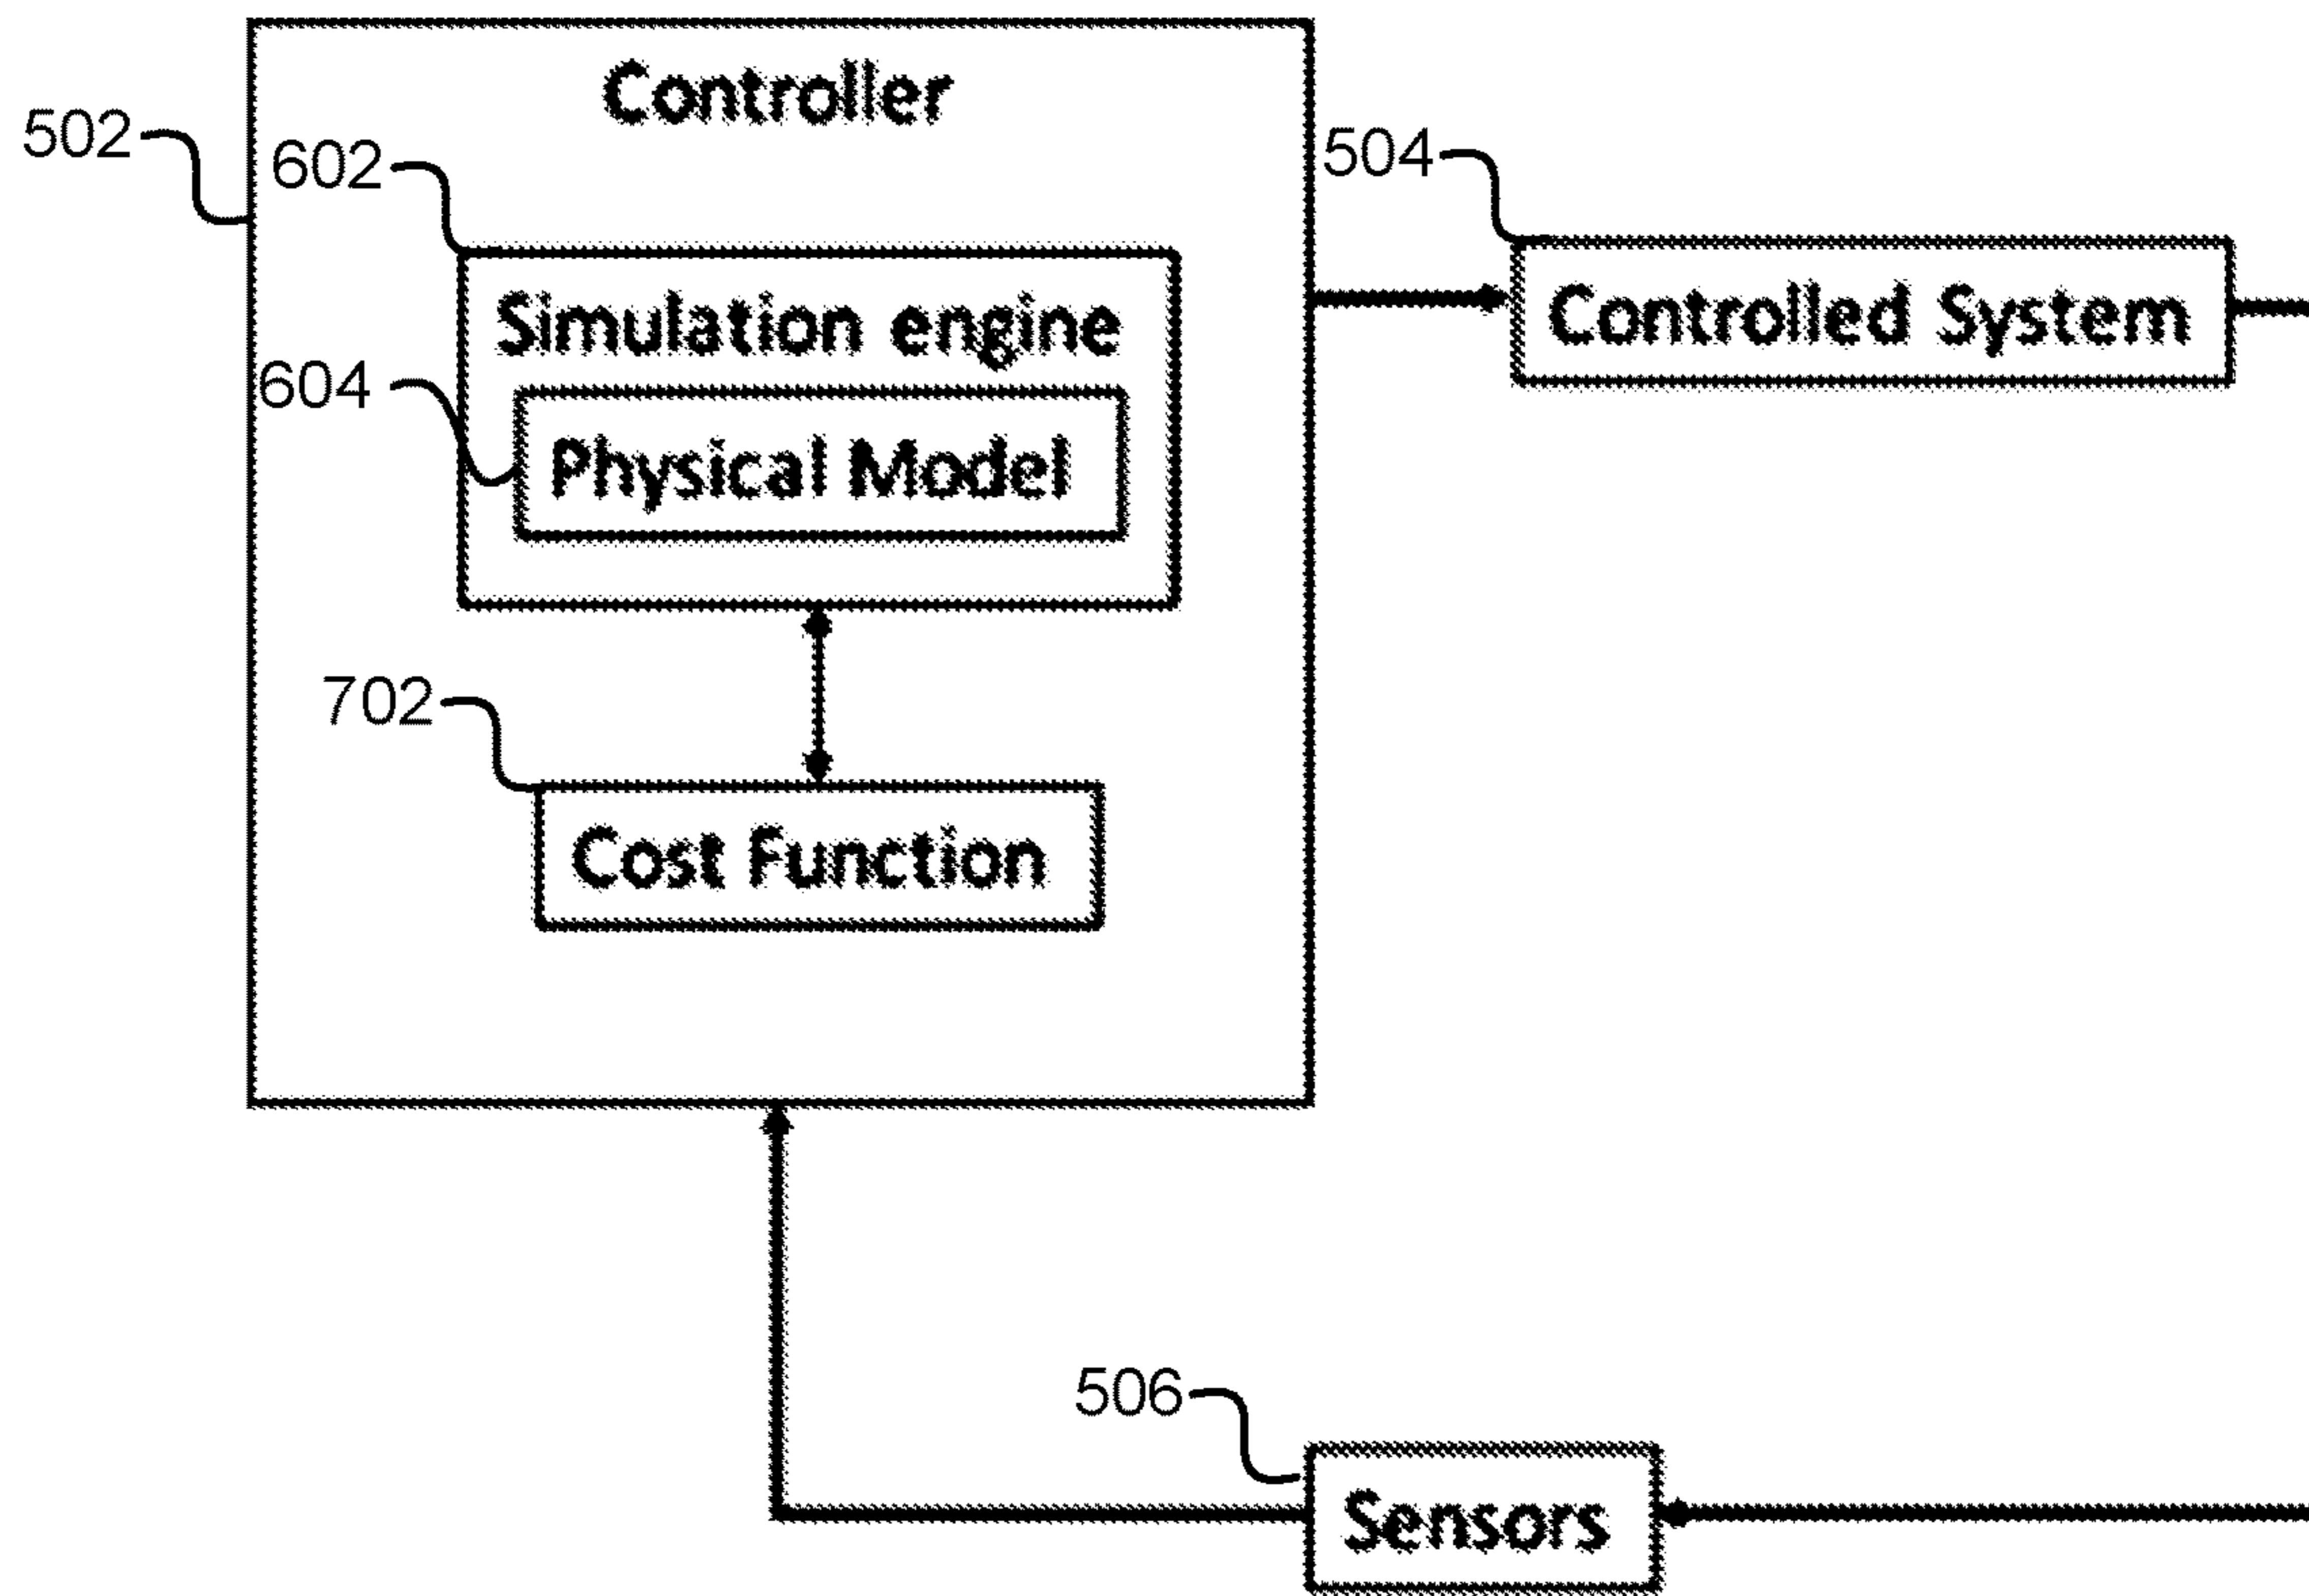 Controller
502
602
504
Simulation engine
Controlled System
604
Physical Model
702
Cost Function
506
Sensors